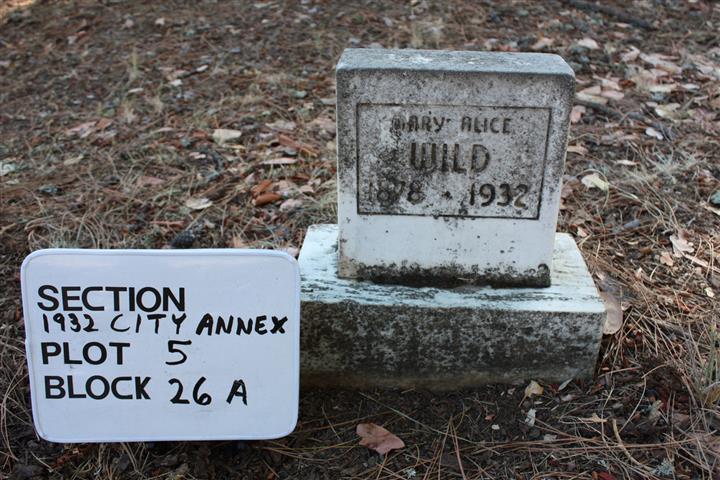 MARY ALICE
WILD
1878 - 1932
SECTION
1932 CITY ANNEX
PLOT 5
BLOCK 26 A